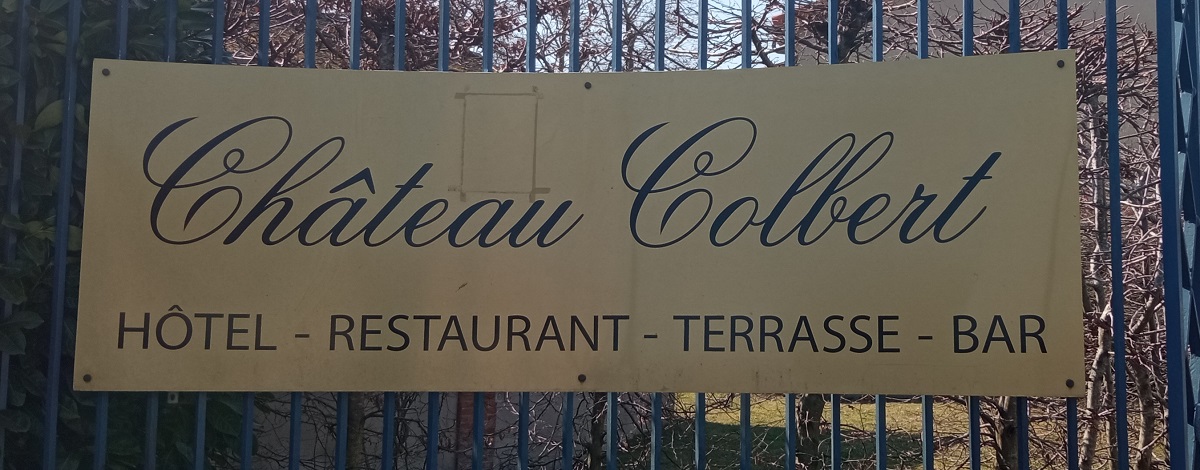 Château Colbert
HÔTEL - RESTAURANT - TERRASSE - BAR